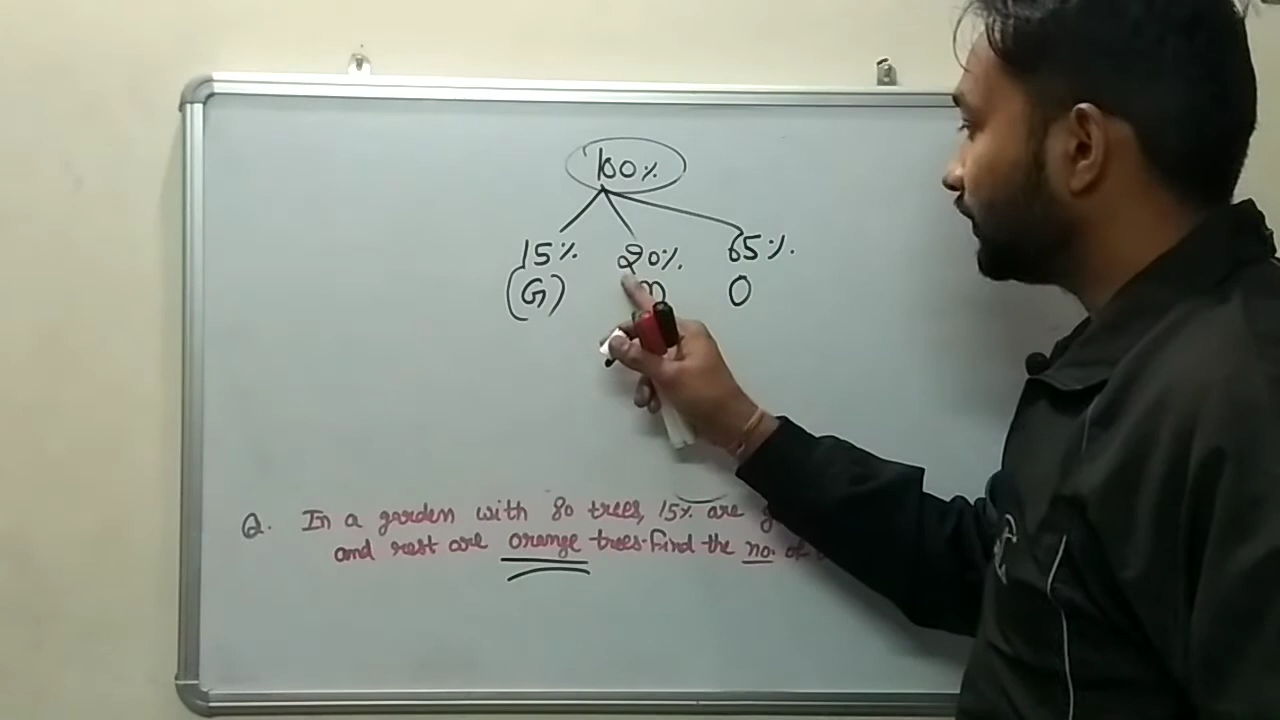 100%
15% 20% 65%
(G) m O
Q. In a garden with 80 trees, 15% are
and rest are orange trees. Find the no. of